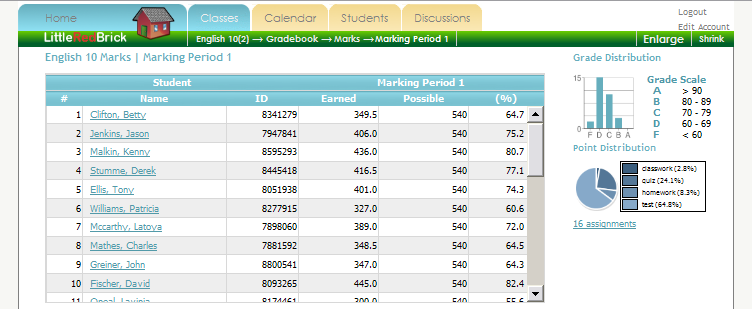 Home Classes Calendar Students Discussions Logout
Edit Account
LittleRedBrick English 10(2) → Gradebook → Marks → Marking Period 1 Enlarge Shrink
English 10 Marks | Marking Period 1
Student Marking Period 1
# Name ID Earned Possible (%)
1 Clifton, Betty 8341279 349.5 540 64.7
2 Jenkins, Jason 7947841 406.0 540 75.2
3 Malkin, Kenny 8595293 436.0 540 80.7
4 Stumme, Derek 8445418 416.5 540 77.1
5 Ellis, Tony 8051938 401.0 540 74.3
6 Williams, Patricia 8277915 327.0 540 60.6
7 Mccarthy, Latoya 7898060 389.0 540 72.0
8 Mathes, Charles 7881592 348.5 540 64.5
9 Greiner, John 8800541 347.0 540 64.3
10 Fischer, David 8093265 445.0 540 82.4
11 Oneal, Lavinia 8174461 300.0 540 55.6
Grade Distribution
15
0
F D C B A
Grade Scale
A > 90
B 80 - 89
C 70 - 79
D 60 - 69
F < 60
Point Distribution
classwork (2.8%)
quiz (24.1%)
homework (8.3%)
test (64.8%)
16 assignments